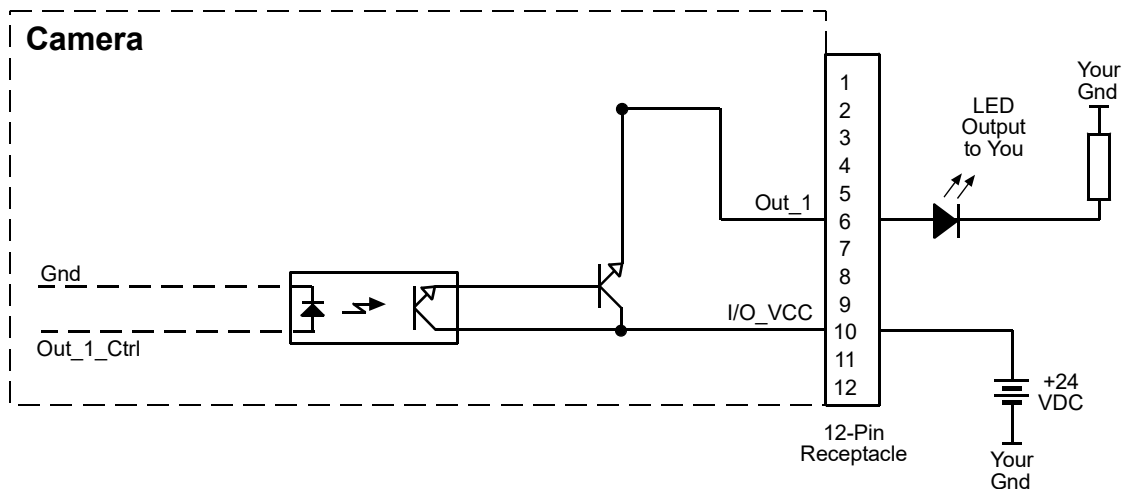 Camera
1
2
3
4
5
6
7
8
9
10
11
12
Out_1
I/O_VCC
Gnd
Out_1_Ctrl
12-Pin
Receptacle
LED
Output
to You
Your
Gnd
+24
VDC
Your
Gnd